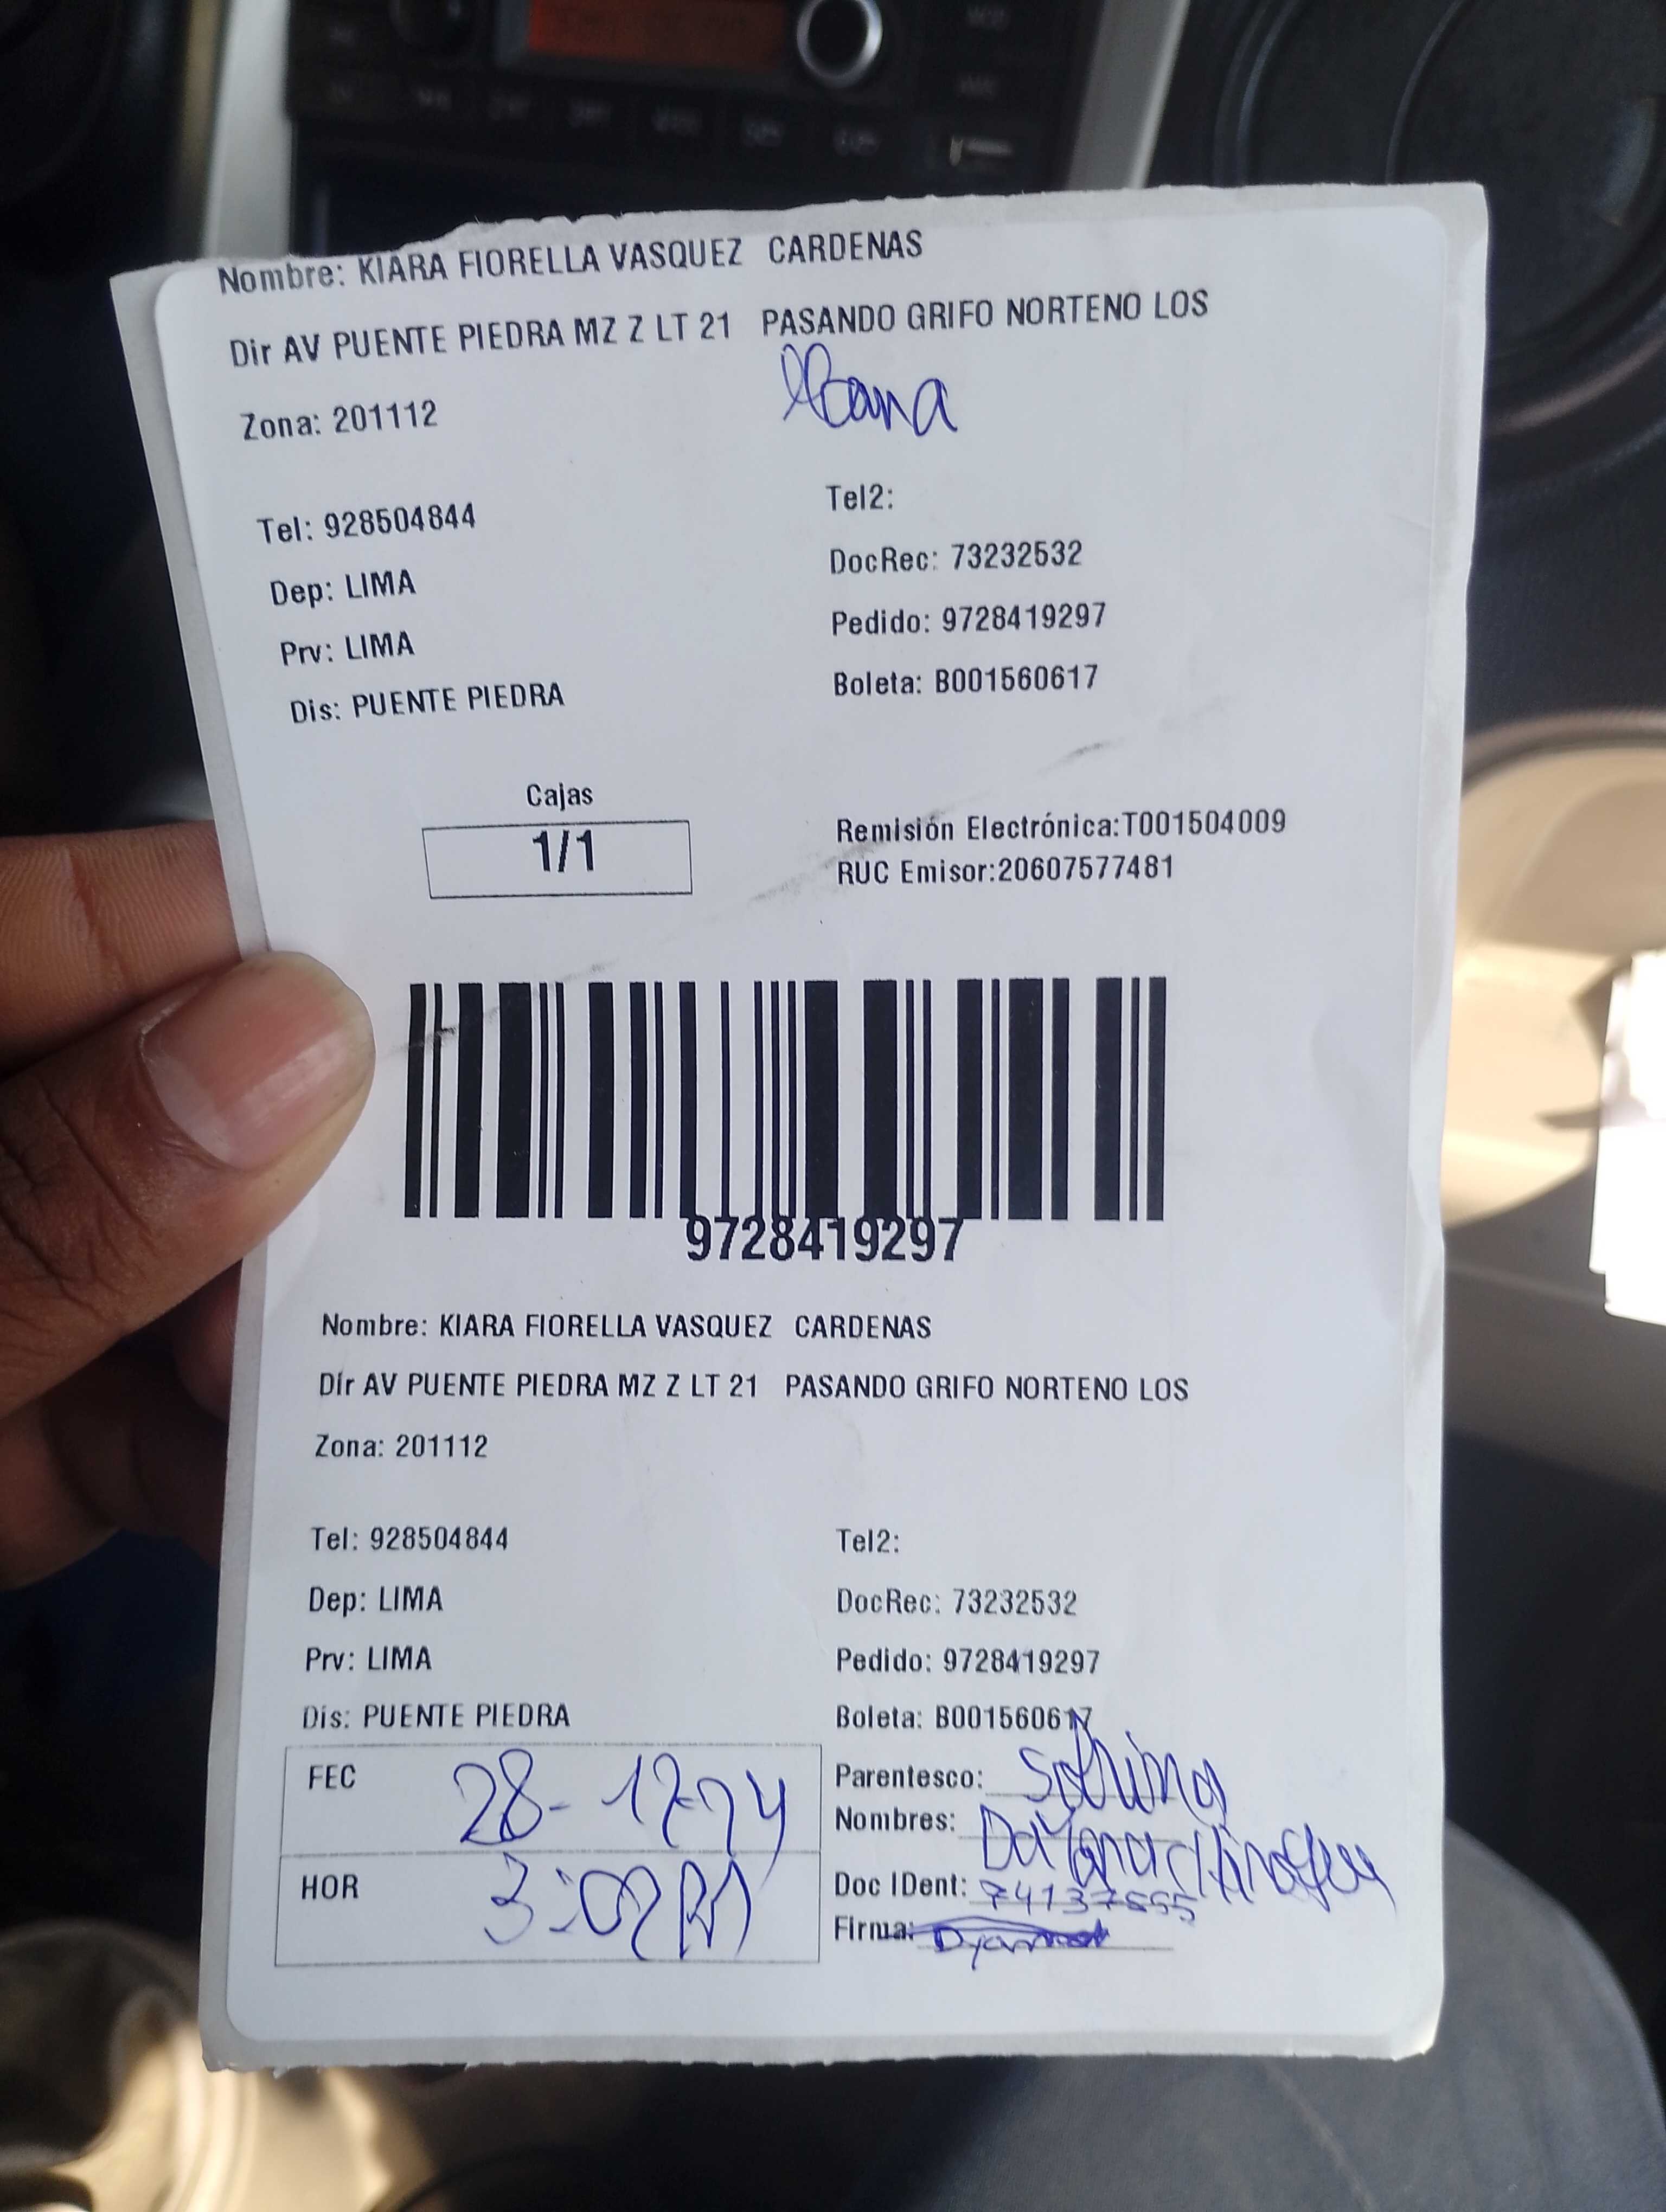 Nombre: KIARA FIORELLA VASQUEZ CARDENAS
Dir AV PUENTE PIEDRA MZ Z LT 21 PASANDO GRIFO NORTENO LOS
Zona: 201112
Tel: 928504844
Tel2:
Dep: LIMA
DocRec: 73232532
Prv: LIMA
Pedido: 9728419297
Dis: PUENTE PIEDRA
Boleta: B001560617
Cajas
1/1
Remisión Electrónica:T001504009
RUC Emisor:20607577481
9728419297
Nombre: KIARA FIORELLA VASQUEZ CARDENAS
Dir AV PUENTE PIEDRA MZ Z LT 21 PASANDO GRIFO NORTENO LOS
Zona: 201112
Tel: 928504844
Tel2:
Dep: LIMA
DocRec: 73232532
Prv: LIMA
Pedido: 9728419297
Dis: PUENTE PIEDRA
Boleta: B001560617
FEC 28-12-24
Parentesco: Sobrina
Nombres: Dayana
HOR 3:02 PM
Doc IDent:
Firma: